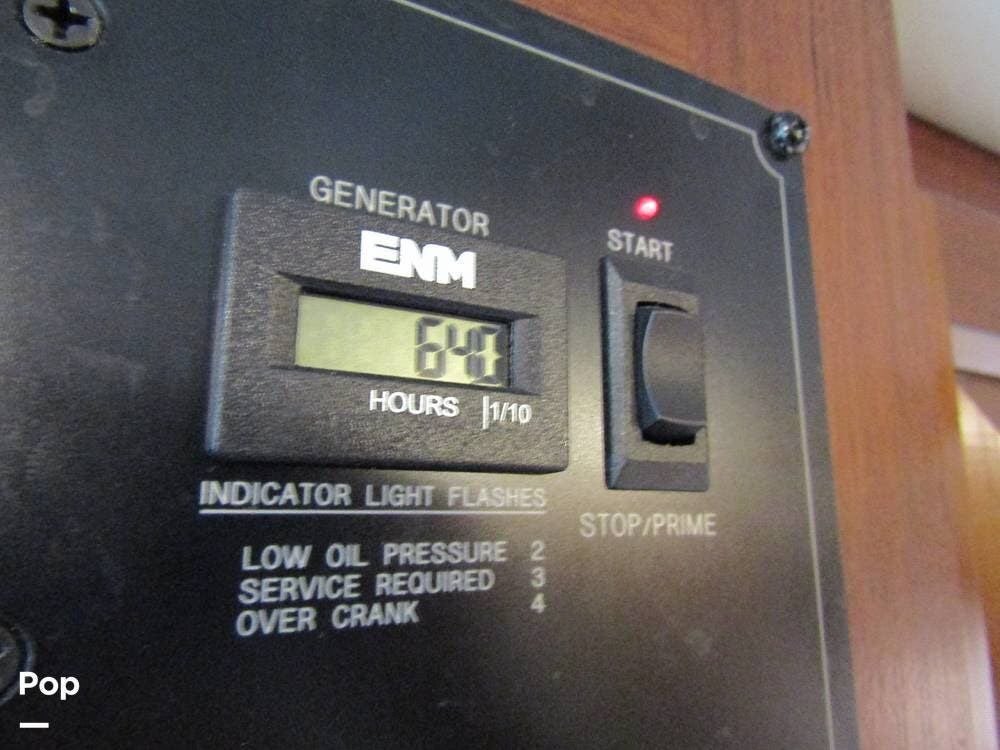 GENERATOR
ENM
640
HOURS 1/10
START
STOP/PRIME
INDICATOR LIGHT FLASHES
LOW OIL PRESSURE 2
SERVICE REQUIRED 3
OVER CRANK 4
Pop